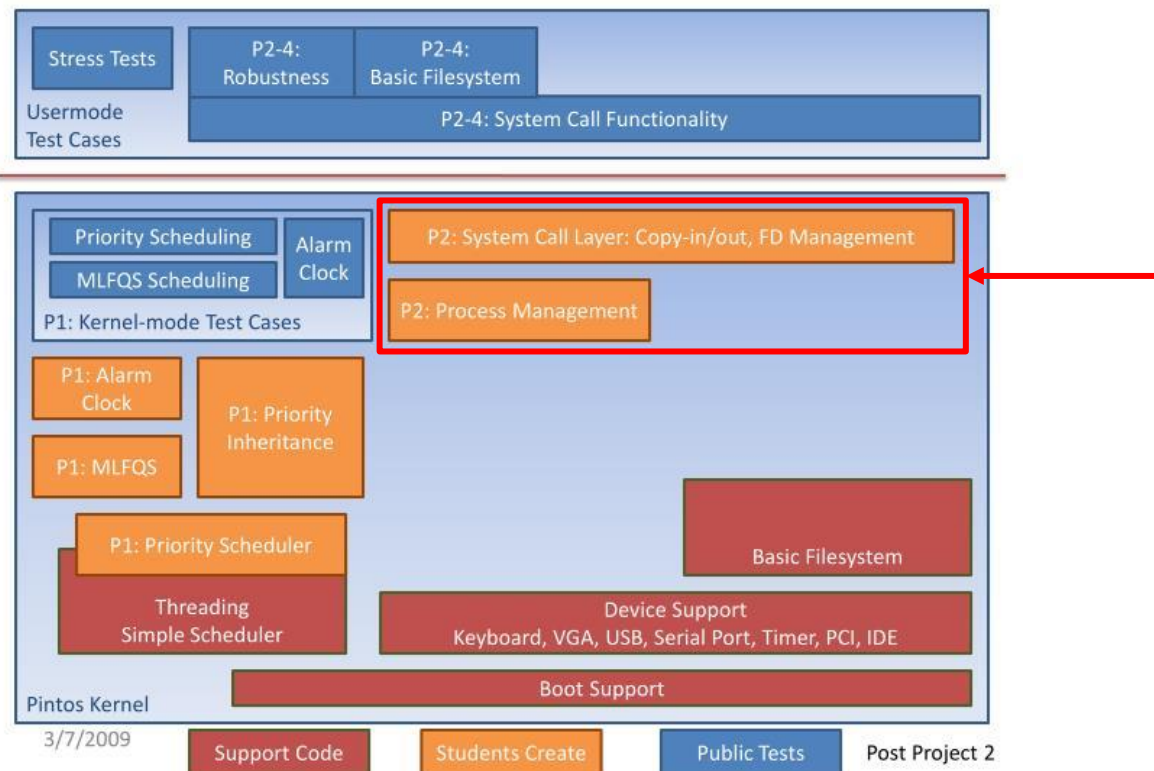 Stress Tests
P2-4:
Robustness
P2-4:
Basic Filesystem
Usermode
Test Cases
P2-4: System Call Functionality
Priority Scheduling
MLFQS Scheduling
Alarm
Clock
P1: Kernel-mode Test Cases
P2: System Call Layer: Copy-in/out, FD Management
P2: Process Management
P1: Alarm
Clock
P1: Priority
Inheritance
P1: MLFQS
P1: Priority Scheduler
Threading
Simple Scheduler
Basic Filesystem
Device Support
Keyboard, VGA, USB, Serial Port, Timer, PCI, IDE
Boot Support
Pintos Kernel
3/7/2009
Support Code
Students Create
Public Tests
Post Project 2